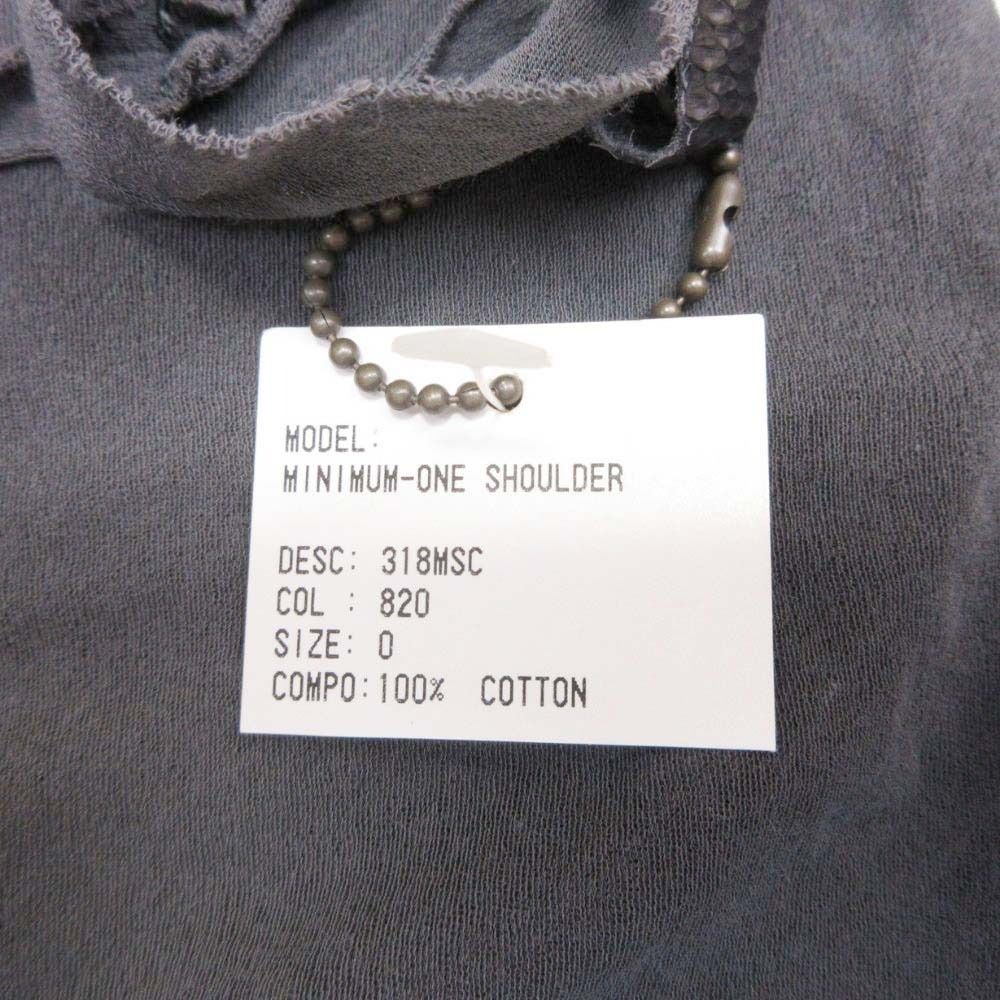 MODEL:
MINIMUM-ONE SHOULDER
DESC: 318MSC
COL : 820
SIZE: 0
COMPO:100% COTTON